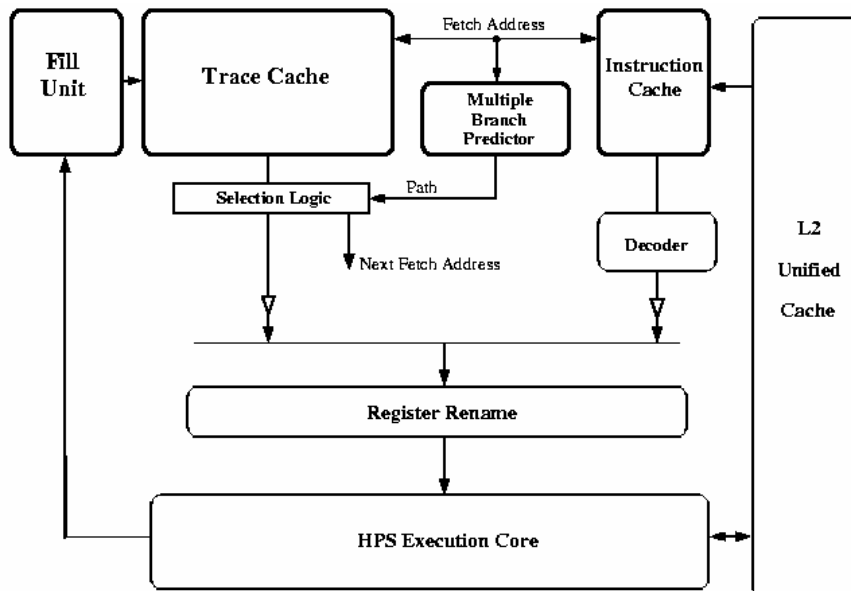 Fetch Address
Fill
Unit
Trace Cache
Instruction
Cache
Multiple
Branch
Predictor
Path
Selection Logic
Next Fetch Address
Decoder
L2
Unified
Cache
Register Rename
HPS Execution Core